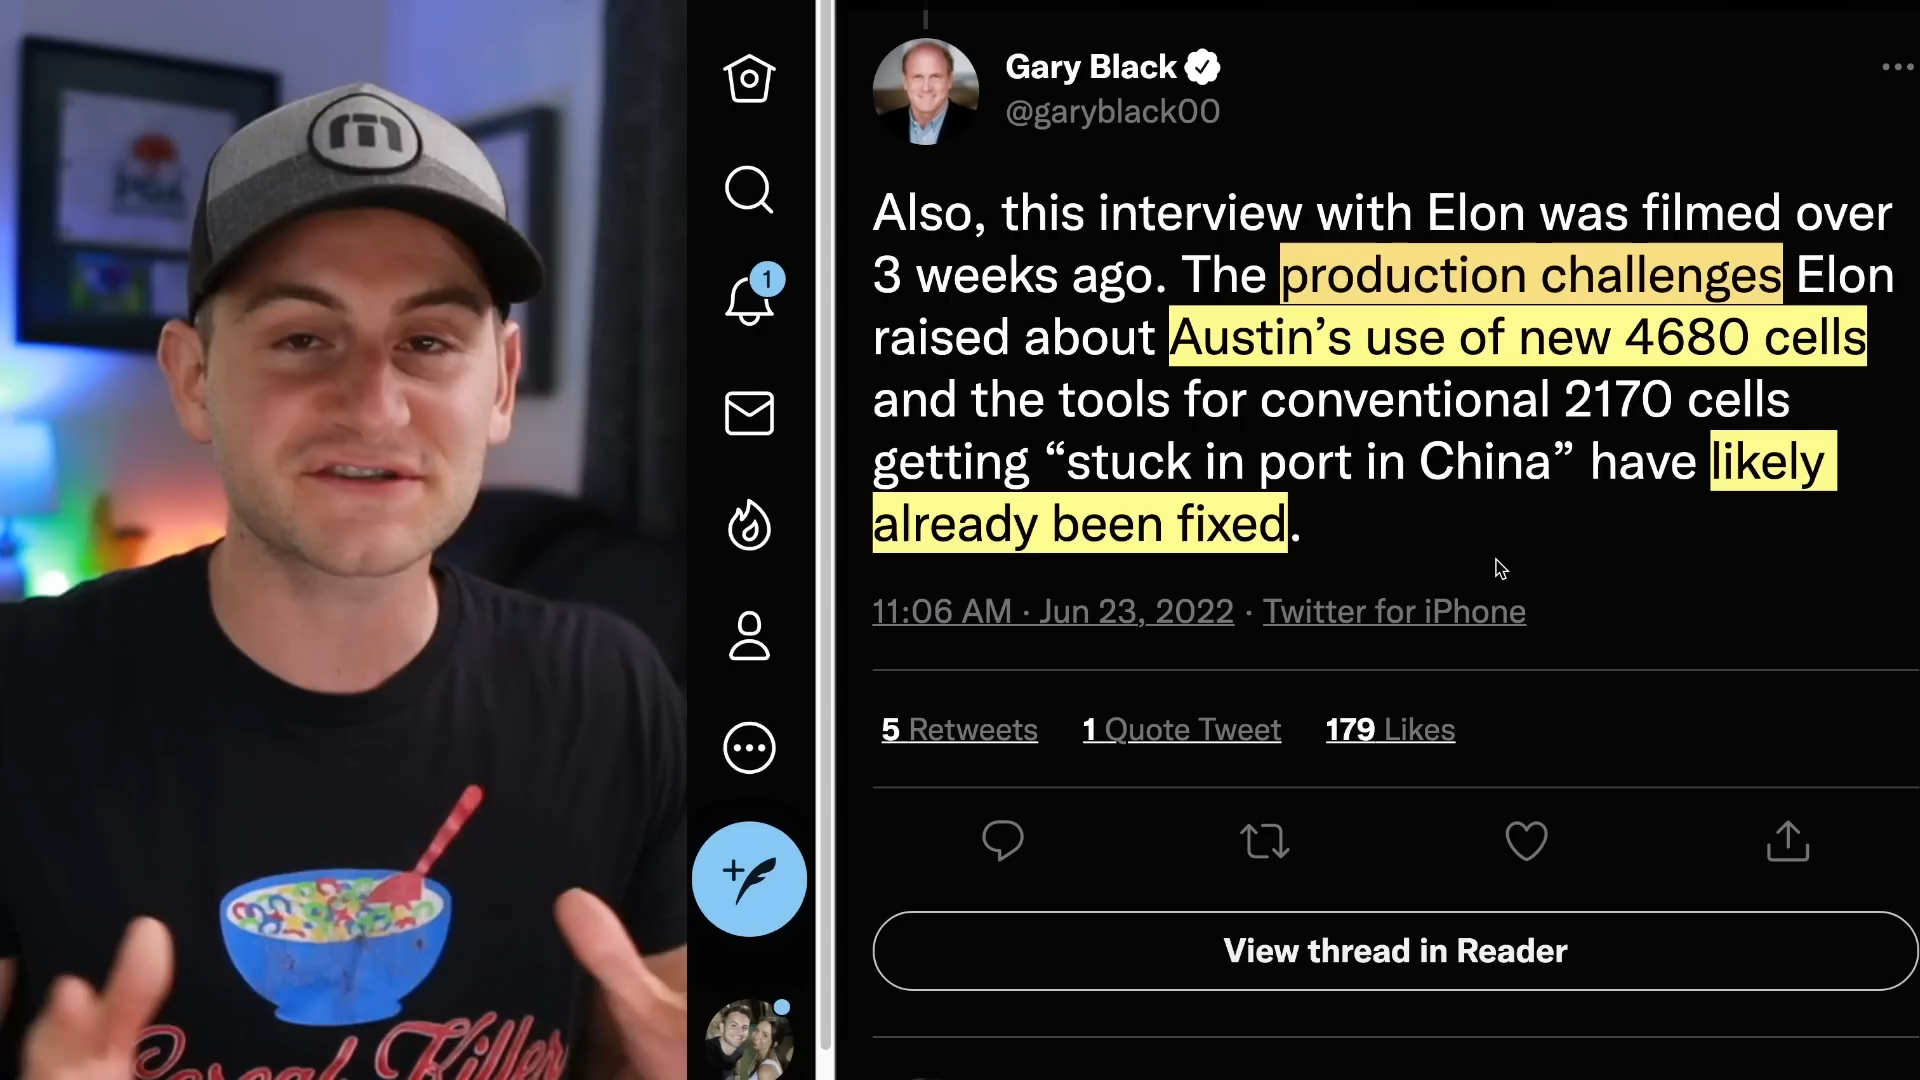 PGA
Cereal Killer
1
Gary Black
@garyblack00
Also, this interview with Elon was filmed over
3 weeks ago. The production challenges Elon
raised about Austin’s use of new 4680 cells
and the tools for conventional 2170 cells
getting “stuck in port in China” have likely
already been fixed.
11:06 AM · Jun 23, 2022 · Twitter for iPhone
5 Retweets 1 Quote Tweet 179 Likes
View thread in Reader